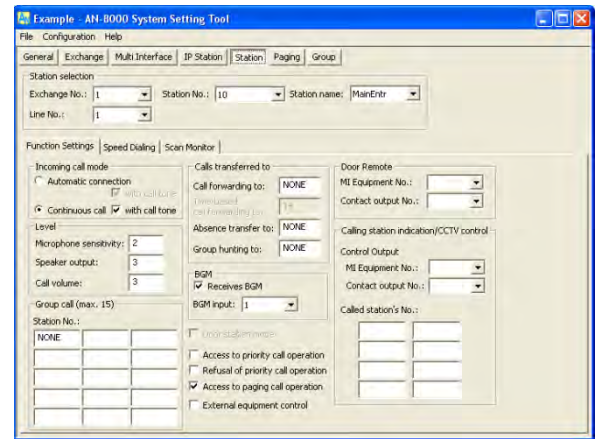 Example - AN-8000 System Setting Tool
File Configuration Help
General Exchange Multi Interface IP Station Station Paging Group
Station selection
Exchange No.: 1 Station No.: 10 Station name: MainEntr
Line No.: 1
Function Settings Speed Dialing Scan Monitor
Incoming call mode
Automatic connection
with call tone
Continuous call with call tone
Level
Microphone sensitivity: 2
Speaker output: 3
Call volume: 3
Group call (max. 15)
Station No.:
NONE
Calls transferred to
Call forwarding to: NONE
call forwarding to:
Absence transfer to: NONE
Group hunting to: NONE
BGM
Receives BGM
BGM input: 1
Door station mode
Access to priority call operation
Refusal of priority call operation
Access to paging call operation
External equipment control
Door Remote
MI Equipment No.:
Contact output No.:
Calling station indication/CCTV control
Control Output
MI Equipment No.:
Contact output No.:
Called station's No.: